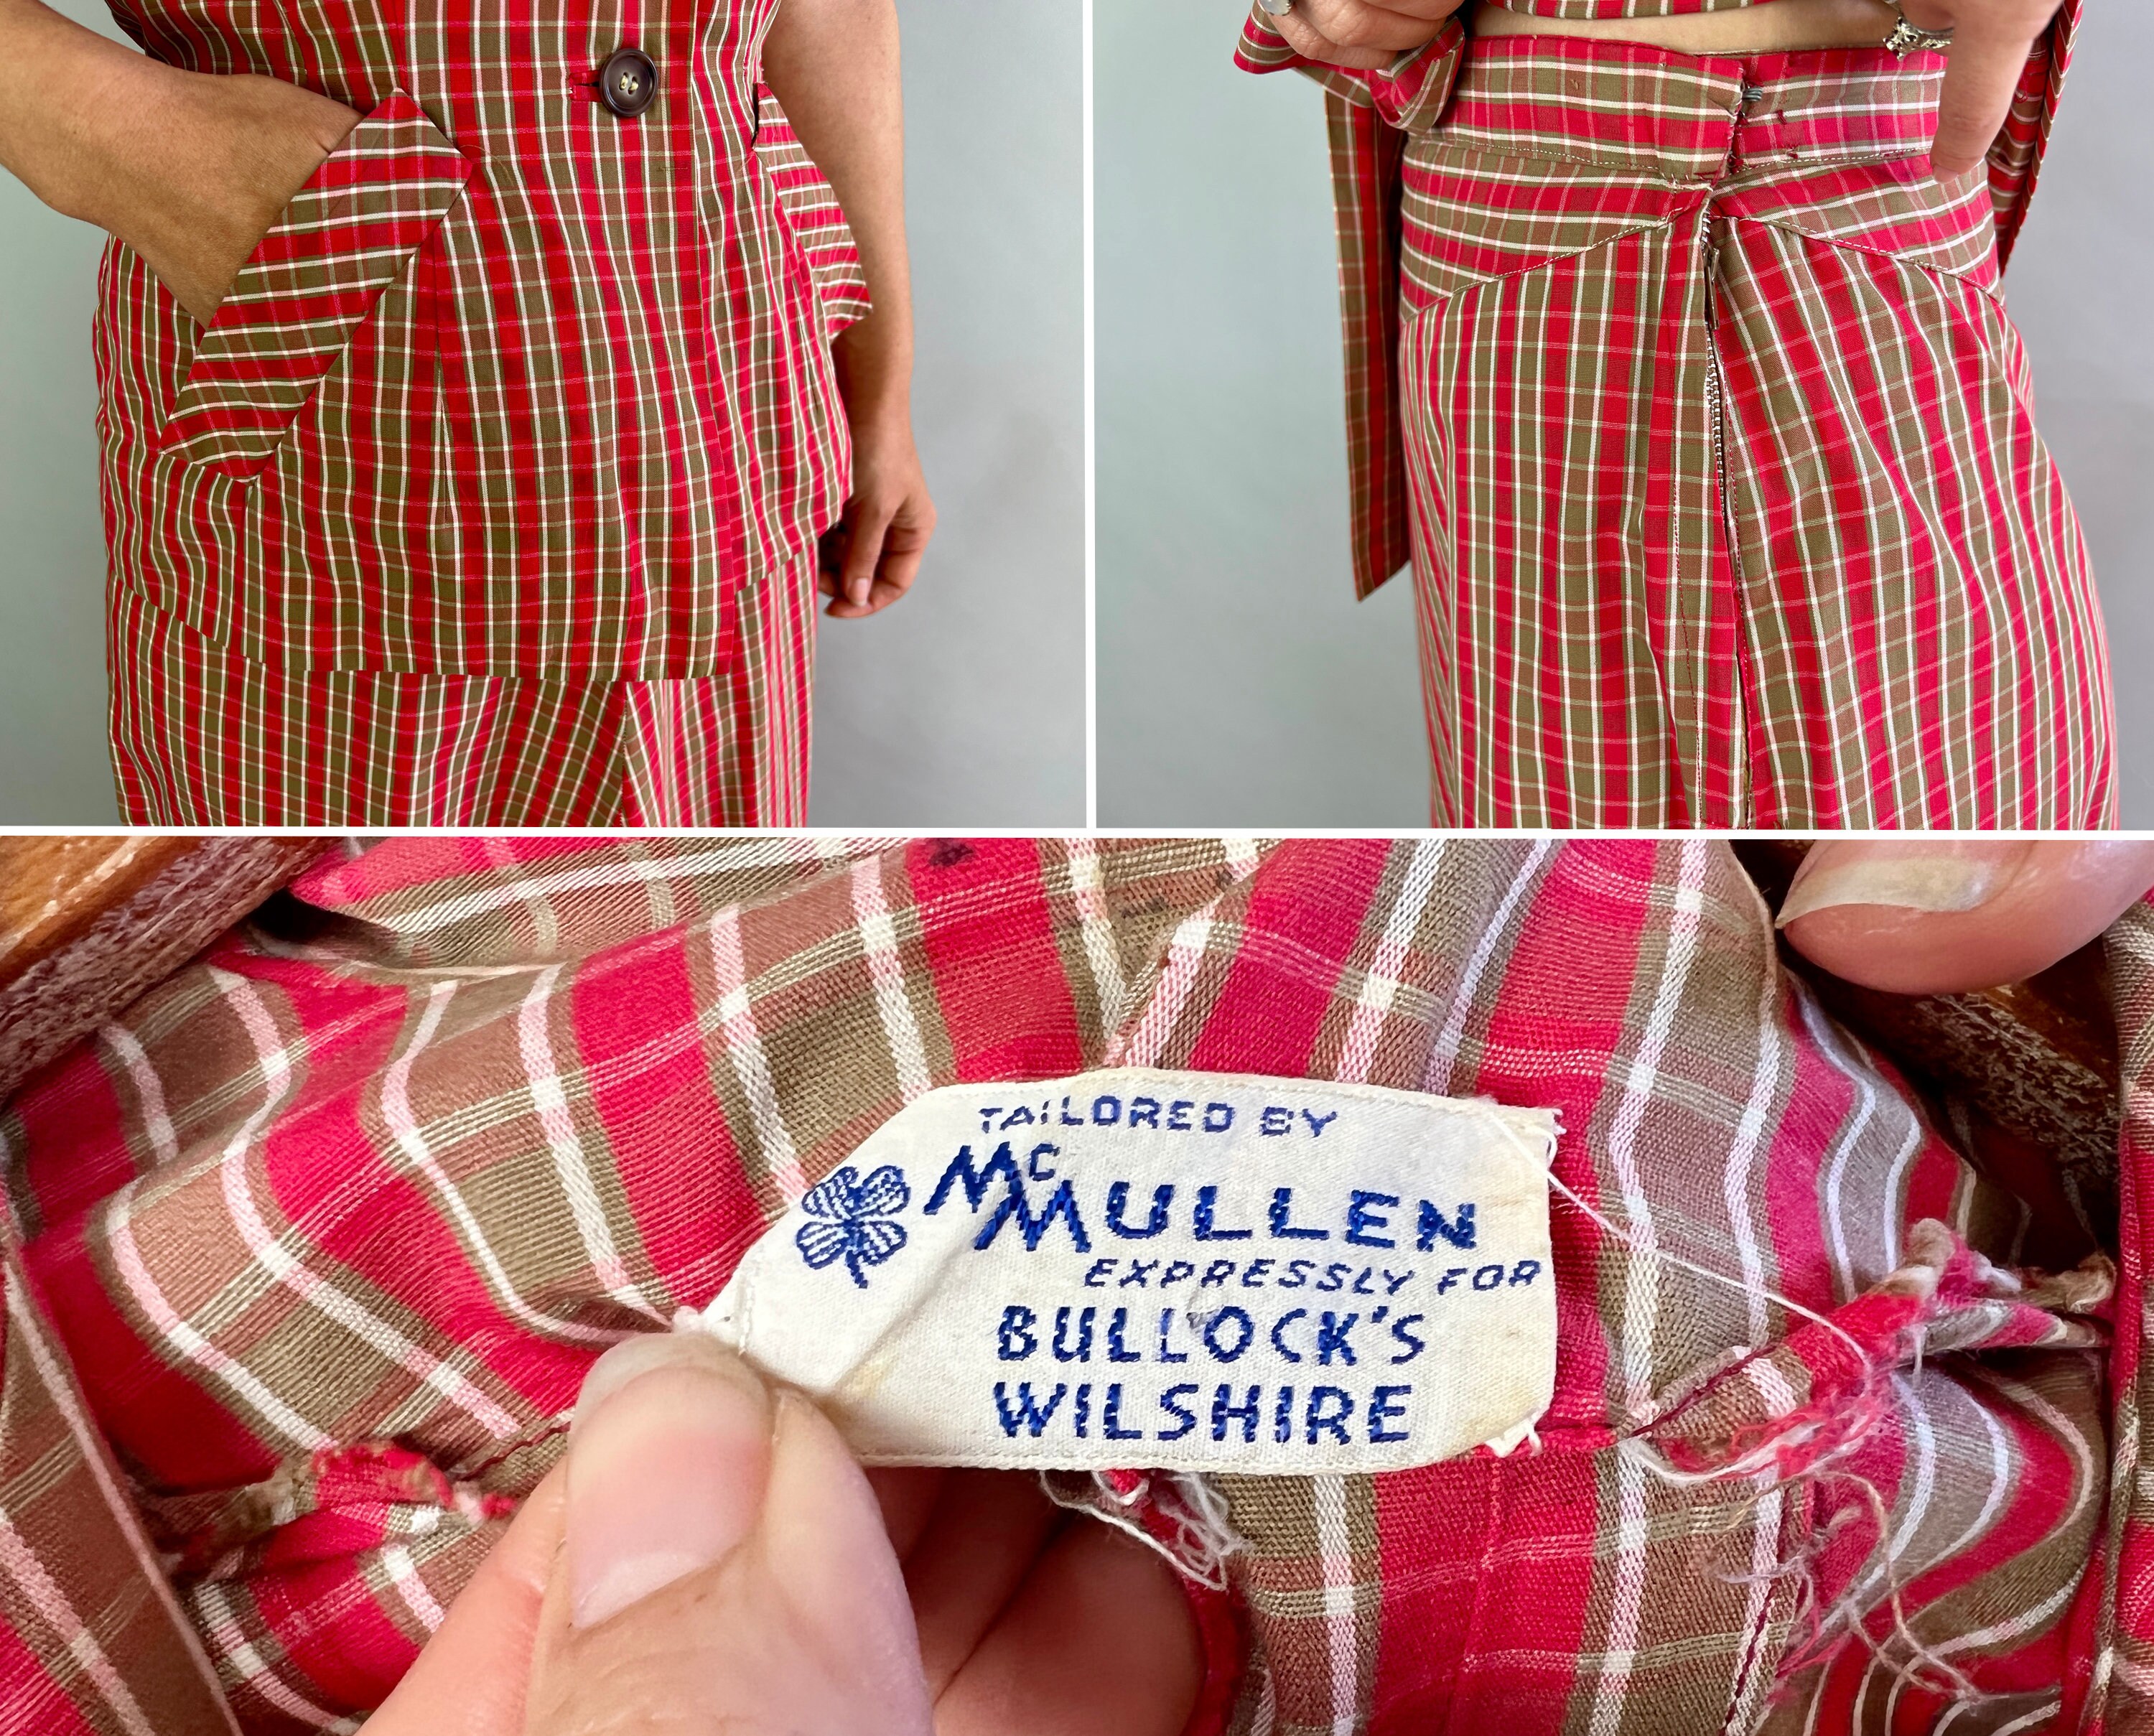 TAILORED BY
McMULLEN
EXPRESSLY FOR
BULLOCK'S
WILSHIRE